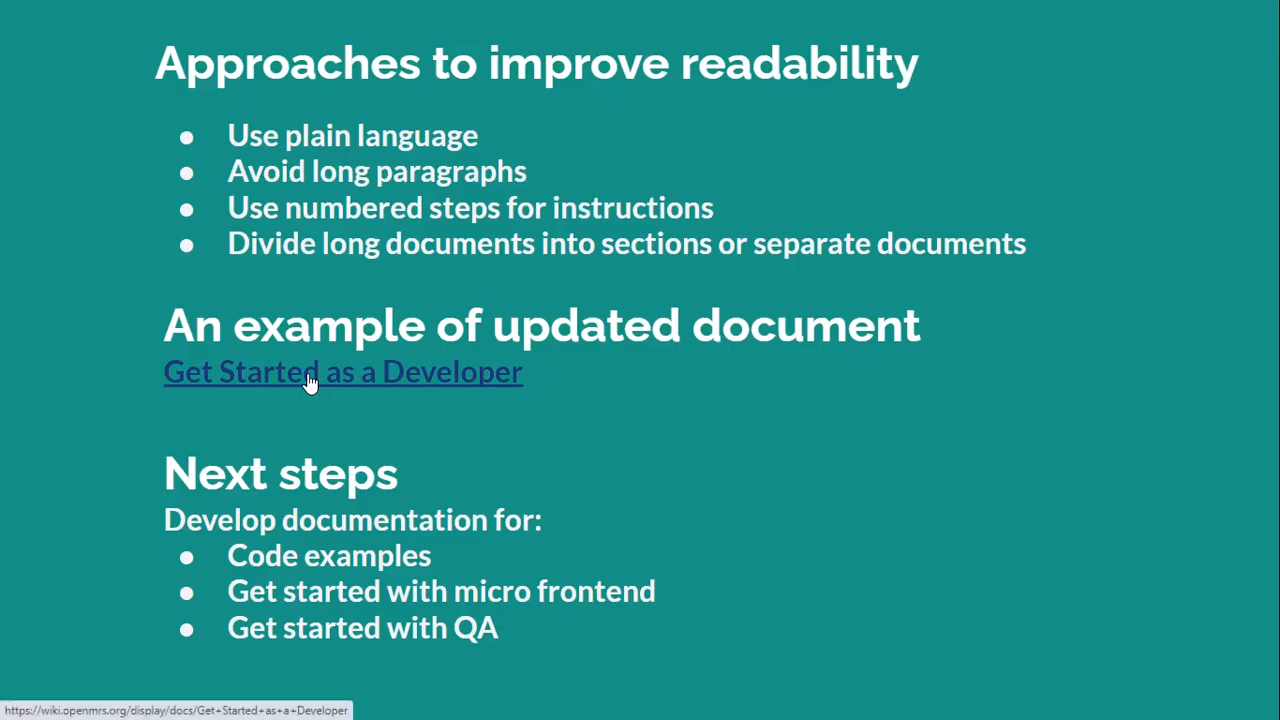 Approaches to improve readability
● Use plain language
● Avoid long paragraphs
● Use numbered steps for instructions
● Divide long documents into sections or separate documents
An example of updated document
Get Started as a Developer
Next steps
Develop documentation for:
● Code examples
● Get started with micro frontend
● Get started with QA
https://wiki.openmrs.org/display/docs/Get+Started+as+a+Developer